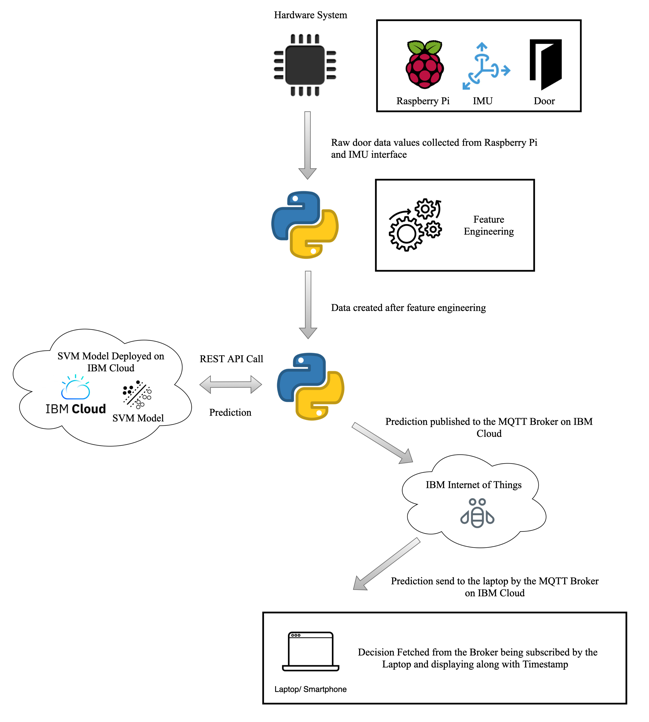 Hardware System
Raspberry Pi
IMU
Door
Raw door data values collected from Raspberry Pi
and IMU interface
Feature
Engineering
Data created after feature engineering
SVM Model Deployed on
IBM Cloud
IBM Cloud
SVM Model
REST API Call
Prediction
Prediction published to the MQTT Broker on IBM
Cloud
IBM Internet of Things
Prediction send to the laptop by the MQTT Broker
on IBM Cloud
Decision Fetched from the Broker being subscribed by the
Laptop and displaying along with Timestamp
Laptop/ Smartphone